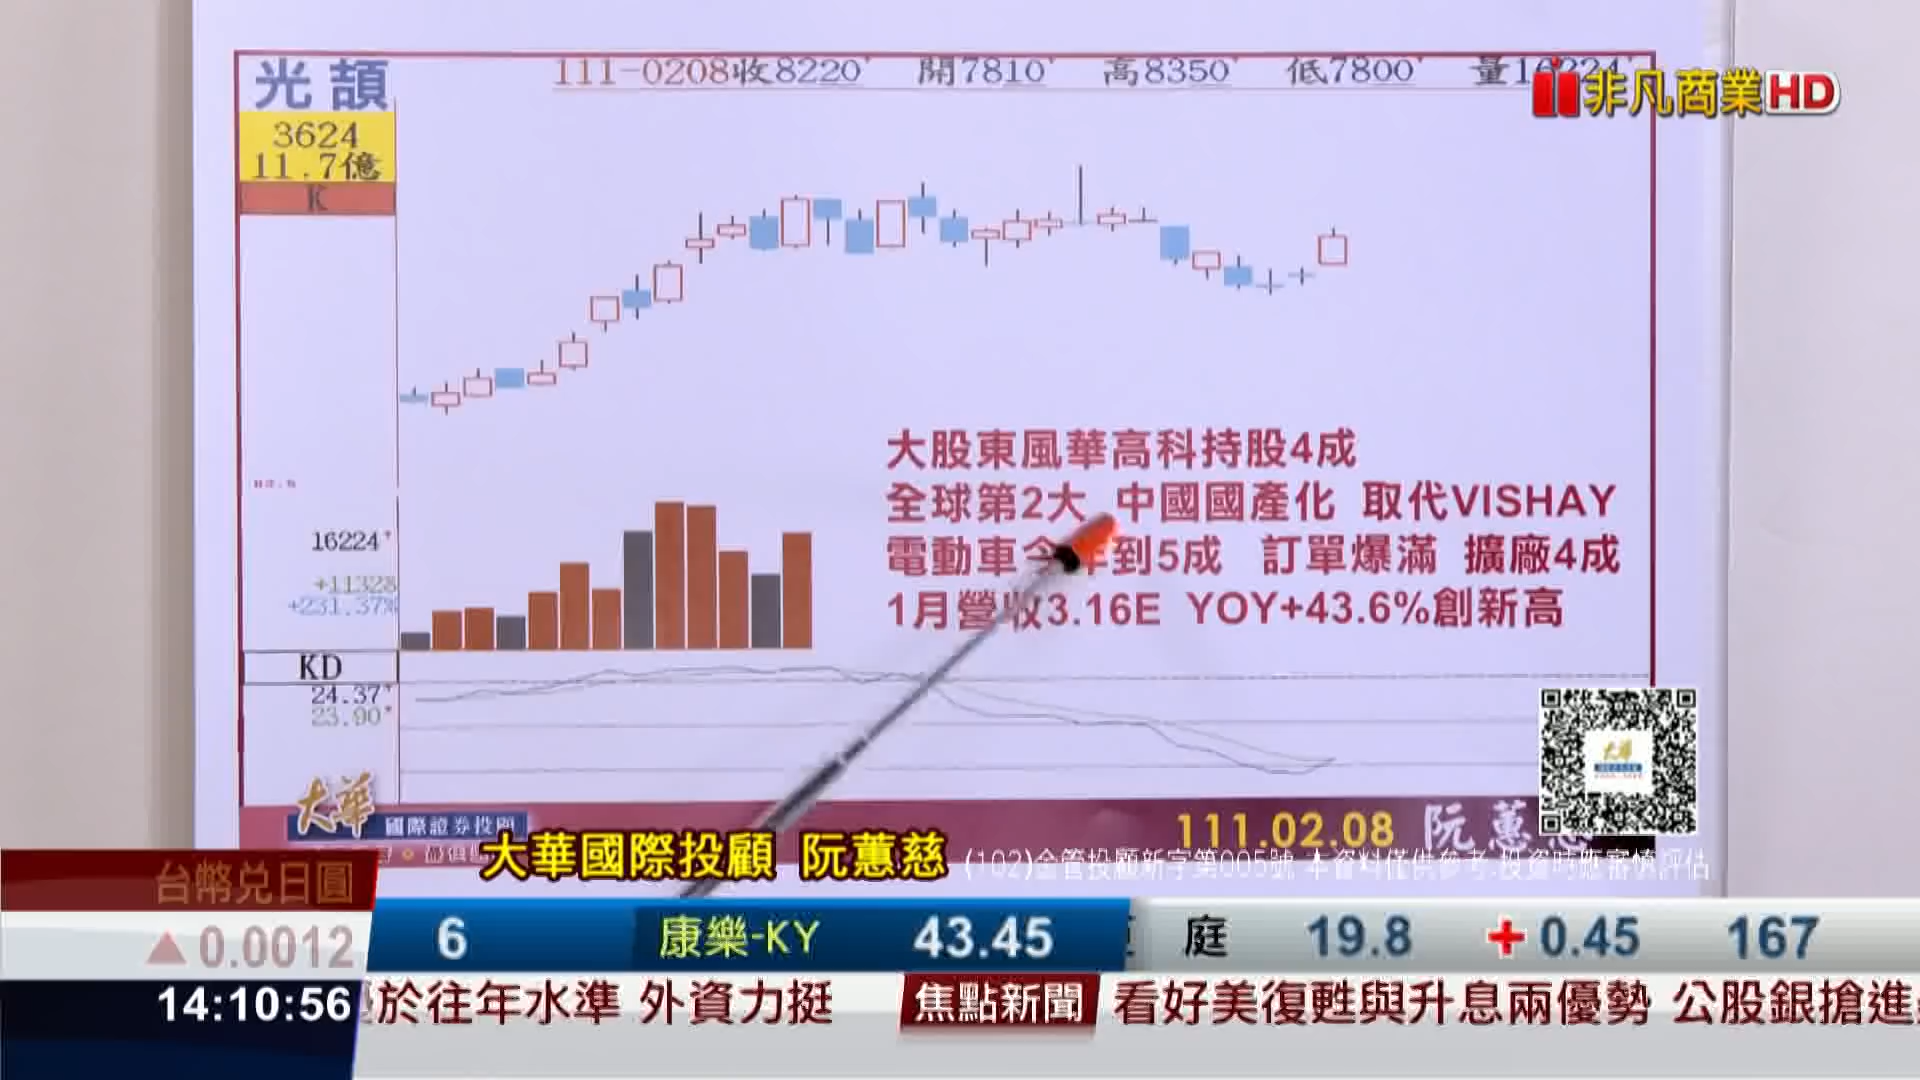 光頡
111-0208收8220' 開7810' 高8350' 低7800' 量16224'
非凡商業HD
3624
11.7億
K
大股東風華高科持股4成
全球第2大 中國國產化 取代VISHAY
16224'
電動車今年到5成 訂單爆滿 擴廠4成
+11328
+231.37%
1月營收3.16E YOY+43.6%創新高
KD
24.37'
23.90'
大華
大華 國際證券投顧
111.02.08 阮蕙慈
大華國際投顧 阮蕙慈 (102)金管投顧新字第005號 本資料僅供參考.投資時應審慎評估
台幣兌日圓
▲0.0012 6 康樂-KY 43.45 庭 19.8 +0.45 167
14:10:56 於往年水準 外資力挺 焦點新聞 看好美復甦與升息兩優勢 公股銀搶進